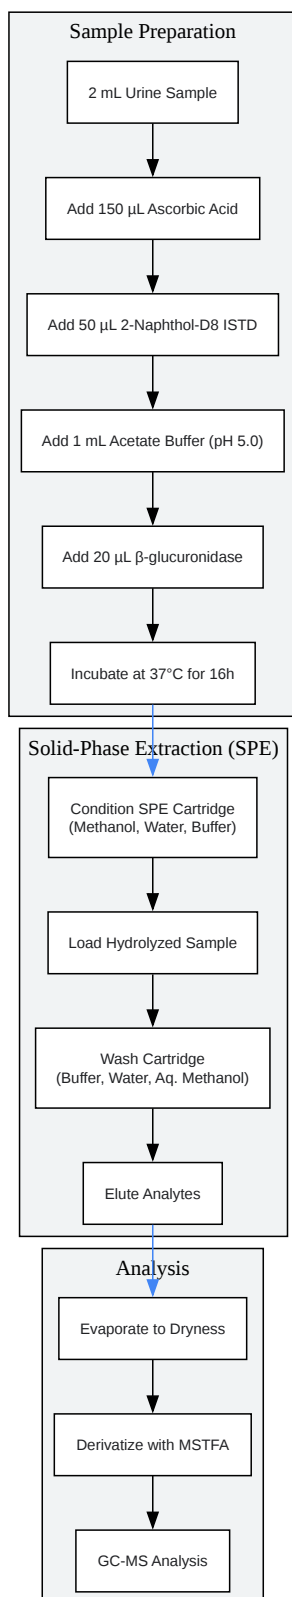 Sample Preparation
2 mL Urine Sample
Add 150 µL Ascorbic Acid
Add 50 µL 2-Naphthol-D8 ISTD
Add 1 mL Acetate Buffer (pH 5.0)
Add 20 µL β-glucuronidase
Incubate at 37°C for 16h
Solid-Phase Extraction (SPE)
Condition SPE Cartridge
(Methanol, Water, Buffer)
Load Hydrolyzed Sample
Wash Cartridge
(Buffer, Water, Aq. Methanol)
Elute Analytes
Analysis
Evaporate to Dryness
Derivatize with MSTFA
GC-MS Analysis